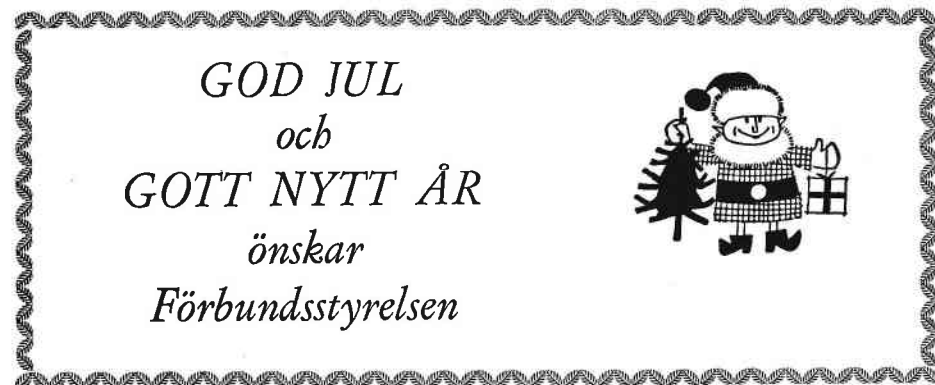 GOD JUL
och
GOTT NYTT ÅR
önskar
Förbundsstyrelsen